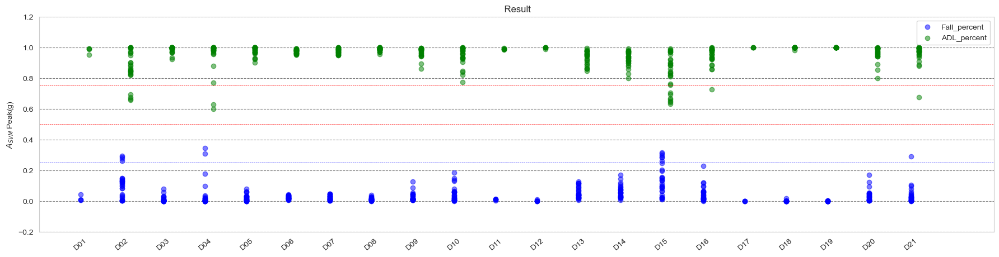 Result
1.2
1.0
0.8
0.6
0.4
0.2
0.0
−0.2
A_SVM Peak(g)
Fall_percent
ADL_percent
D01 D02 D03 D04 D05 D06 D07 D08 D09 D10 D11 D12 D13 D14 D15 D16 D17 D18 D19 D20 D21